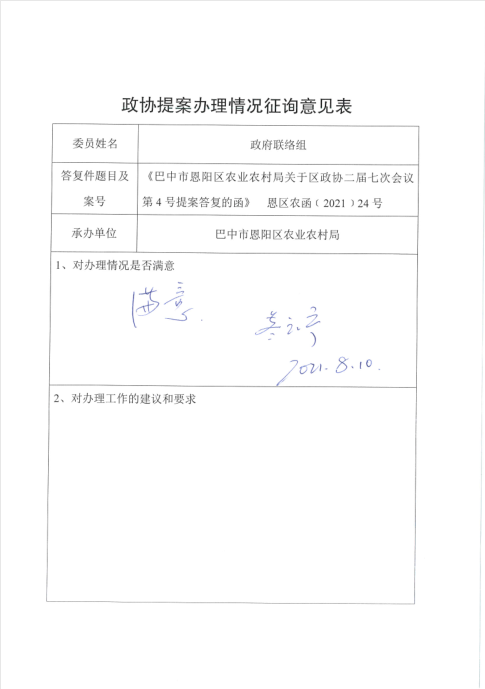 政协提案办理情况征询意见表
委员姓名
政府联络组
答复件题目及
案号
《巴中市恩阳区农业农村局关于区政协二届七次会议
第4号提案答复的函》 恩区农函﹝2021﹞24号
承办单位
巴中市恩阳区农业农村局
1、对办理情况是否满意
满意.
2021.8.10.
2、对办理工作的建议和要求